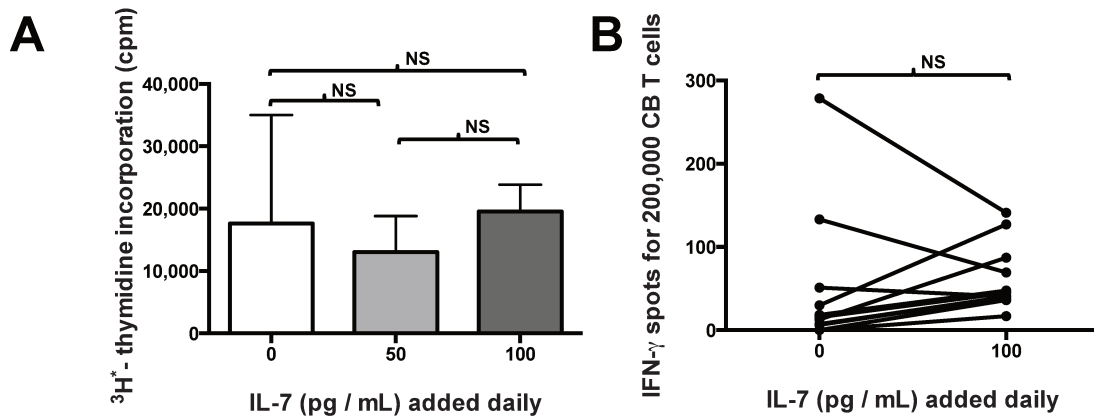 A
³H*- thymidine incorporation (cpm)
40,000
30,000
20,000
10,000
0
NS
NS
NS
0
50
100
IL-7 (pg / mL) added daily
B
IFN-γ spots for 200,000 CB T cells
300
200
100
0
NS
0
100
IL-7 (pg / mL) added daily